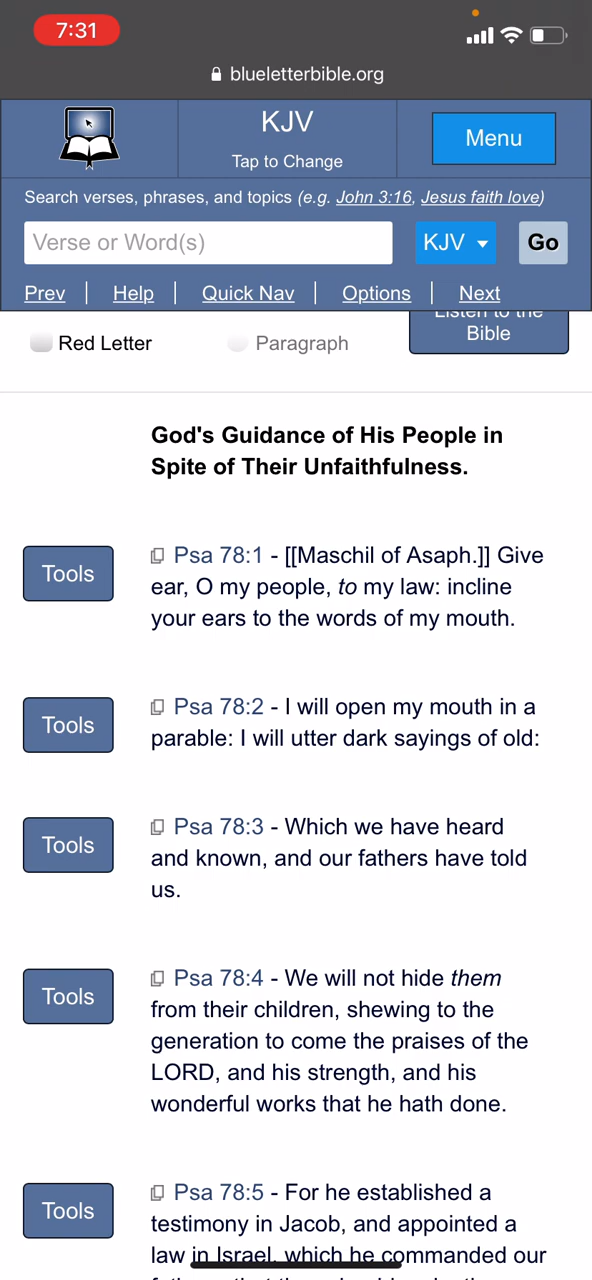 7:31
blueletterbible.org
KJV
Tap to Change
Menu
Search verses, phrases, and topics (e.g. John 3:16, Jesus faith love)
Verse or Word(s)
KJV
Go
Prev | Help | Quick Nav | Options | Next
Red Letter
Paragraph
Listen to the
Bible
God's Guidance of His People in
Spite of Their Unfaithfulness.
Tools
Psa 78:1 - [[Maschil of Asaph.]] Give
ear, O my people, to my law: incline
your ears to the words of my mouth.
Tools
Psa 78:2 - I will open my mouth in a
parable: I will utter dark sayings of old:
Tools
Psa 78:3 - Which we have heard
and known, and our fathers have told
us.
Tools
Psa 78:4 - We will not hide them
from their children, shewing to the
generation to come the praises of the
LORD, and his strength, and his
wonderful works that he hath done.
Tools
Psa 78:5 - For he established a
testimony in Jacob, and appointed a
law in Israel, which he commanded our